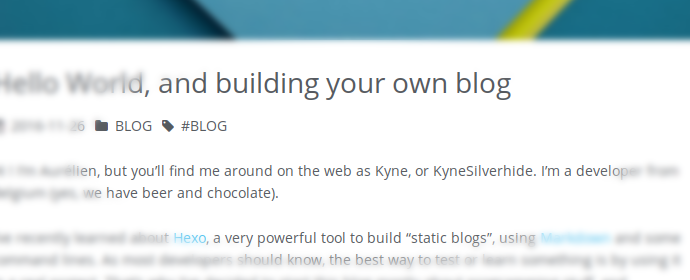 Hello World, and building your own blog
2016-11-26 BLOG #BLOG
I'm Aurélien, but you'll find me around on the web as Kyne, or KyneSilverhide. I'm a developer from
Belgium (yes, we have beer and chocolate).
recently learned about Hexo, a very powerful tool to build “static blogs”, using Markdown and some
command lines. As most developers should know, the best way to test or learn something is by using it